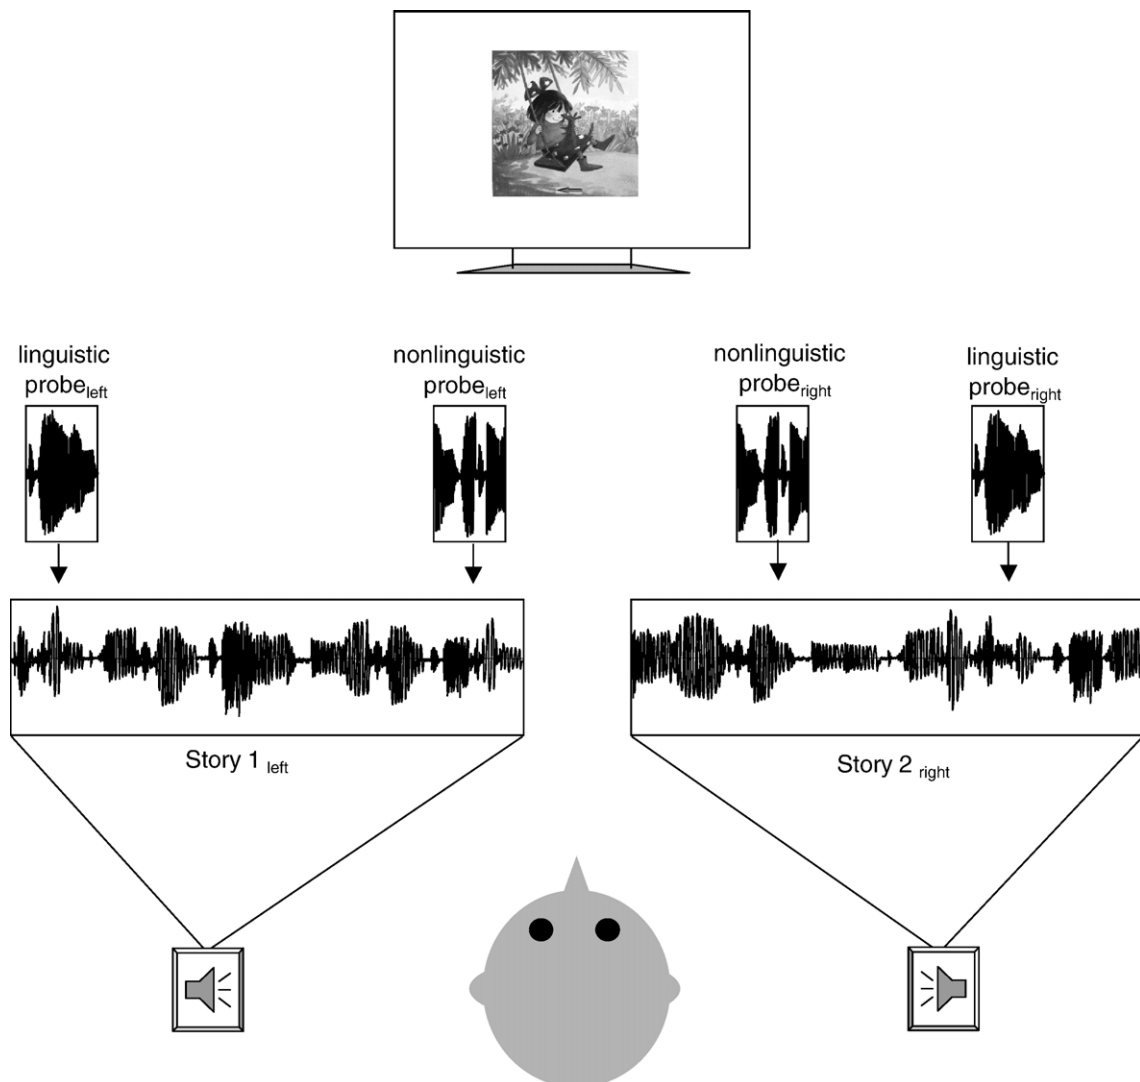 linguistic
probeleft
nonlinguistic
probeleft
nonlinguistic
proberight
linguistic
proberight
Story 1 left
Story 2 right